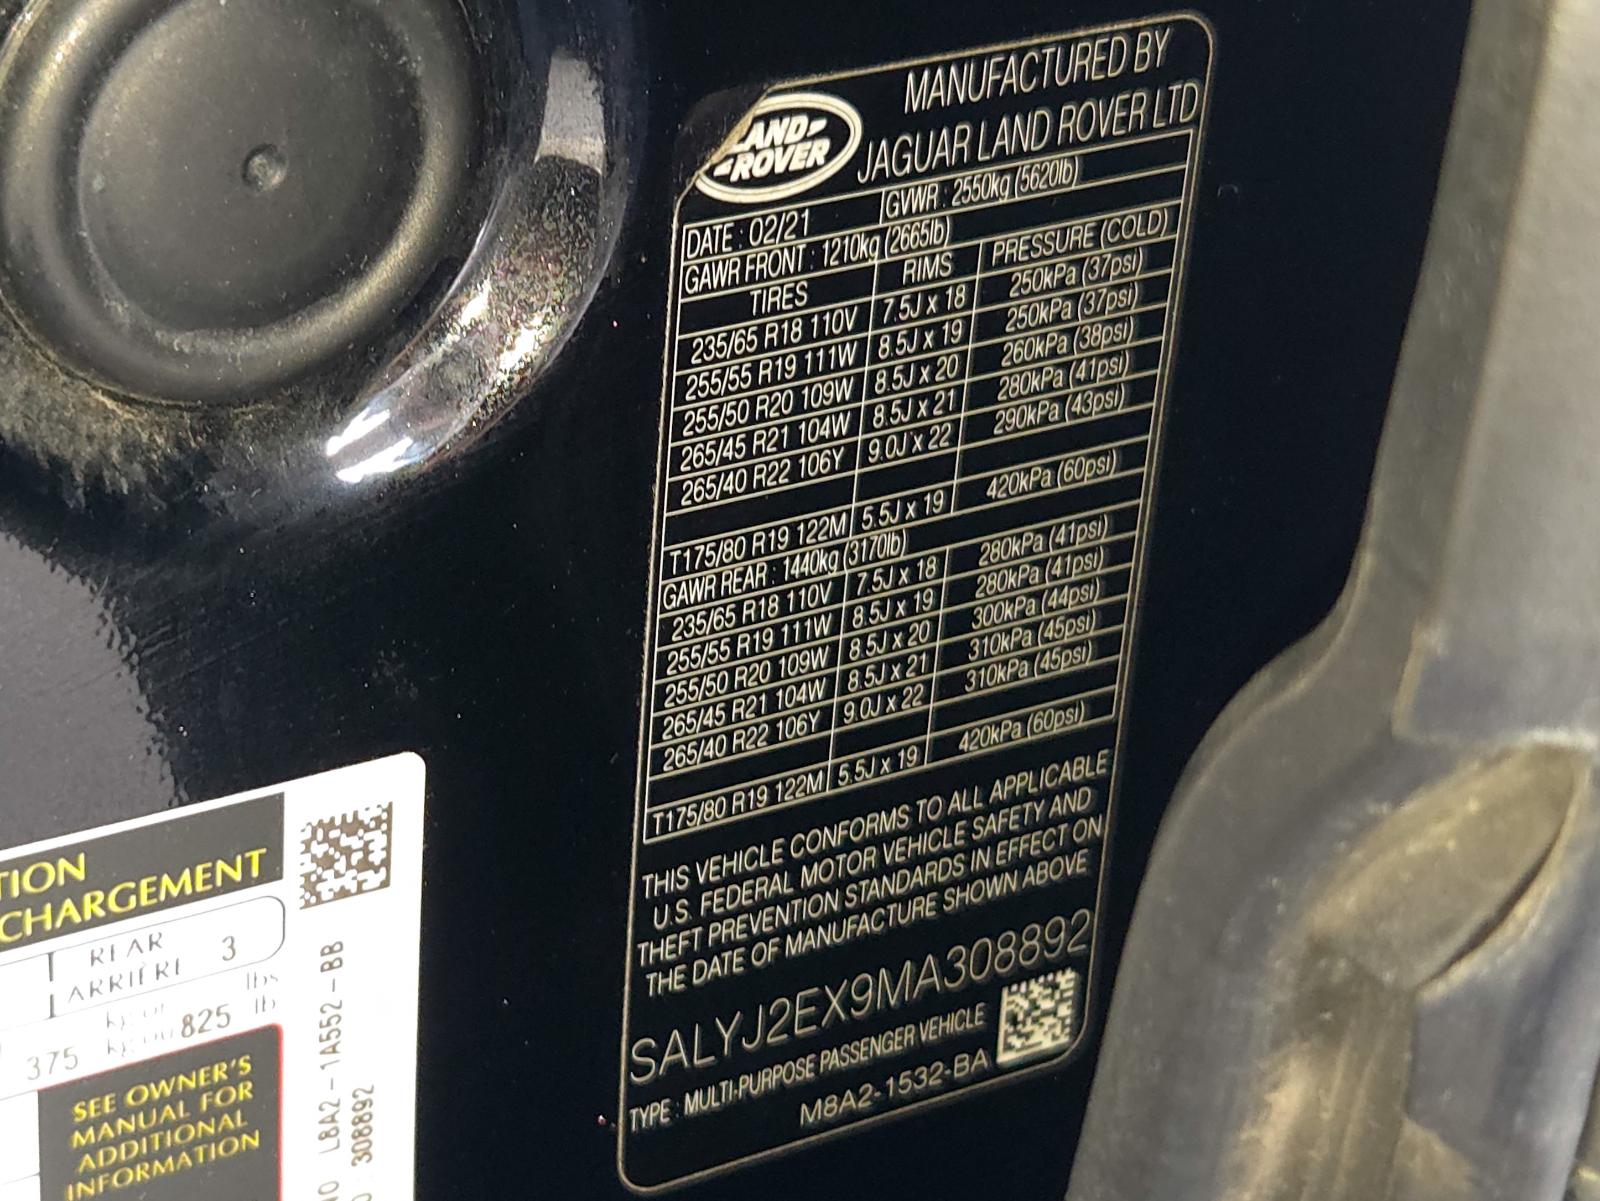 LAND-
-ROVER
MANUFACTURED BY
JAGUAR LAND ROVER LTD
DATE : 02/21 GVWR : 2550kg (5620lb)
GAWR FRONT : 1210kg (2665lb)
TIRES RIMS PRESSURE (COLD)
235/65 R18 110V 7.5J x 18 250kPa (37psi)
255/55 R19 111W 8.5J x 19 250kPa (37psi)
255/50 R20 109W 8.5J x 20 260kPa (38psi)
265/45 R21 104W 8.5J x 21 280kPa (41psi)
265/40 R22 106Y 9.0J x 22 290kPa (43psi)
T175/80 R19 122M 5.5J x 19 420kPa (60psi)
GAWR REAR : 1440kg (3170lb)
235/65 R18 110V 7.5J x 18 280kPa (41psi)
255/55 R19 111W 8.5J x 19 280kPa (41psi)
255/50 R20 109W 8.5J x 20 300kPa (44psi)
265/45 R21 104W 8.5J x 21 310kPa (45psi)
265/40 R22 106Y 9.0J x 22 310kPa (45psi)
T175/80 R19 122M 5.5J x 19 420kPa (60psi)
THIS VEHICLE CONFORMS TO ALL APPLICABLE
U.S. FEDERAL MOTOR VEHICLE SAFETY AND
THEFT PREVENTION STANDARDS IN EFFECT ON
THE DATE OF MANUFACTURE SHOWN ABOVE
SALYJ2EX9MA308892
TYPE : MULTI-PURPOSE PASSENGER VEHICLE
M8A2-1532-BA
TION
CHARGEMENT
REAR
ARRIÈRE 3
375 kg or kg ou 825 lbs lb
SEE OWNER'S
MANUAL FOR
ADDITIONAL
INFORMATION
L8A2-1A552-BB
308892